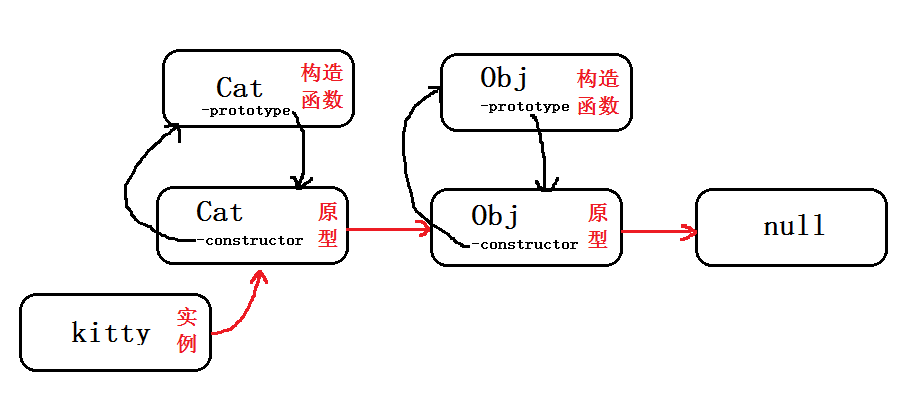 Cat
-prototype
构造
函数
Obj
-prototype
构造
函数
Cat
-constructor
原
型
Obj
-constructor
原
型
null
kitty
实
例